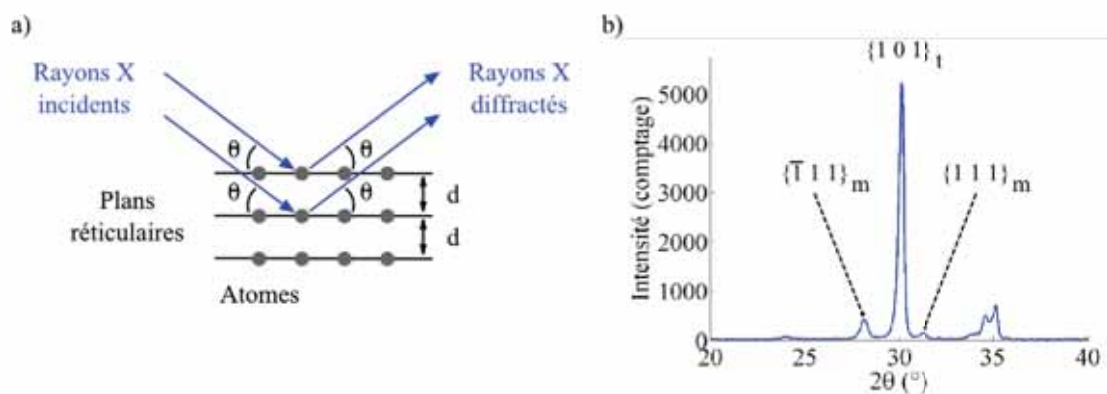 a)
Rayons X
incidents
Rayons X
diffractés
θ
θ
θ
θ
d
d
Plans
réticulaires
Atomes
b)
{1 0 1}t
{1̅ 1 1}m
{1 1 1}m
Intensité (comptage)
5000
4000
3000
2000
1000
0
20
25
30
35
40
2θ (°)